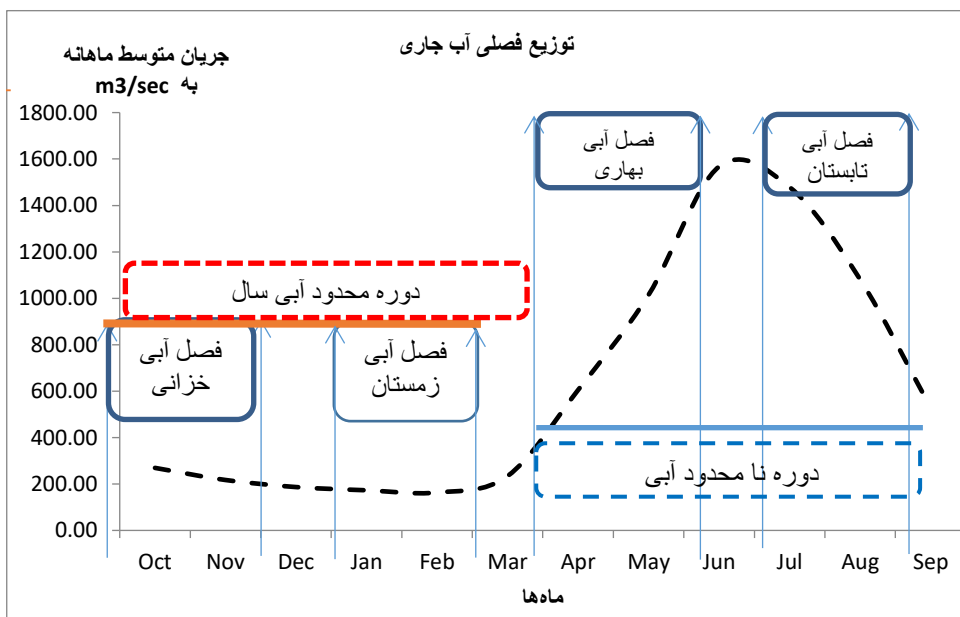 توزیع فصلی آب جاری
جریان متوسط ماهانه
به m3/sec
1800.00
1600.00
1400.00
1200.00
1000.00
800.00
600.00
400.00
200.00
0.00
فصل آبی
بهاری
فصل آبی
تابستان
دوره محدود آبی سال
فصل آبی
خزانی
فصل آبی
زمستان
دوره نا محدود آبی
Oct Nov Dec Jan Feb Mar Apr May Jun Jul Aug Sep
ماه‌ها